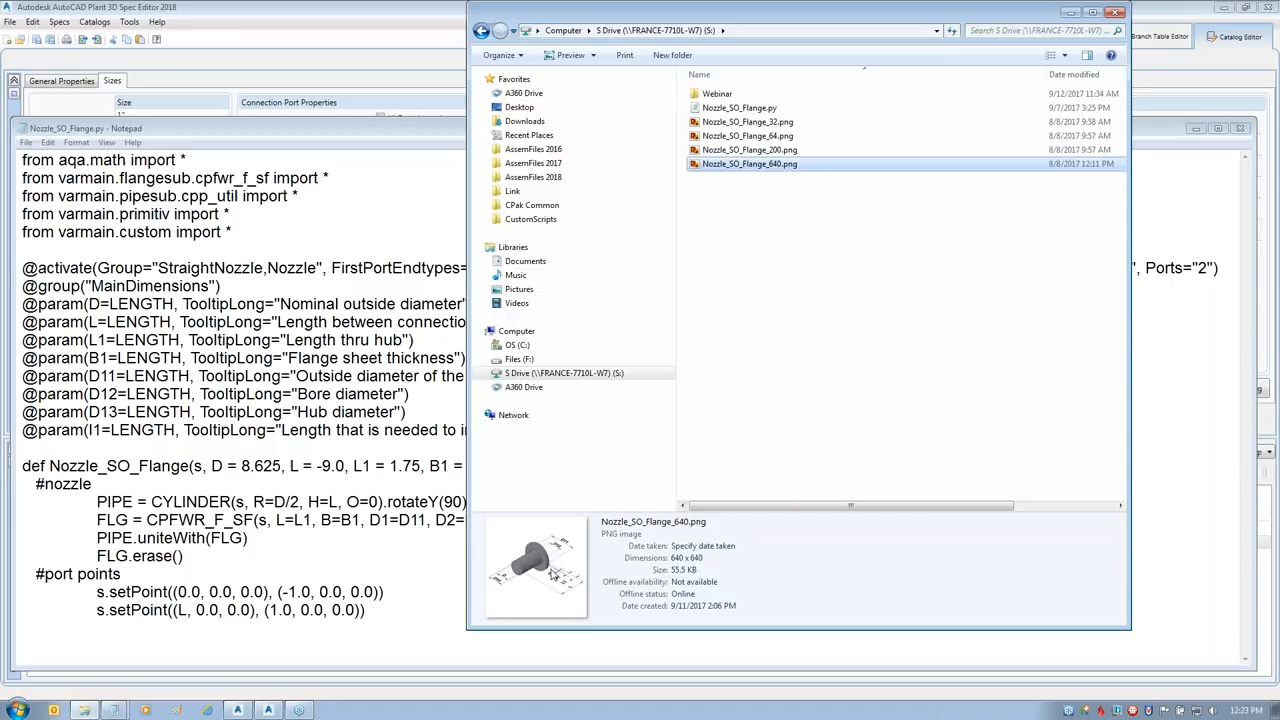 Autodesk AutoCAD Plant 3D Spec Editor 2018
File Edit Specs Catalogs Tools Help
Branch Table Editor
Catalog Editor
General Properties Sizes
Size
Connection Port Properties
Nozzle_SO_Flange.py - Notepad
File Edit Format View Help
from aqa.math import *
from varmain.flangesub.cpfwr_f_sf import *
from varmain.pipesub.cpp_util import *
from varmain.primitiv import *
from varmain.custom import *
@activate(Group="StraightNozzle,Nozzle", FirstPortEndtypes=
", Ports="2")
@group("MainDimensions")
@param(D=LENGTH, TooltipLong="Nominal outside diameter"
@param(L=LENGTH, TooltipLong="Length between connectio
@param(L1=LENGTH, TooltipLong="Length thru hub")
@param(B1=LENGTH, TooltipLong="Flange sheet thickness")
@param(D11=LENGTH, TooltipLong="Outside diameter of the
@param(D12=LENGTH, TooltipLong="Bore diameter")
@param(D13=LENGTH, TooltipLong="Hub diameter")
@param(I1=LENGTH, TooltipLong="Length that is needed to i
def Nozzle_SO_Flange(s, D = 8.625, L = -9.0, L1 = 1.75, B1 =
#nozzle
PIPE = CYLINDER(s, R=D/2, H=L, O=0).rotateY(90)
FLG = CPFWR_F_SF(s, L=L1, B=B1, D1=D11, D2=
PIPE.uniteWith(FLG)
FLG.erase()
#port points
s.setPoint((0.0, 0.0, 0.0), (-1.0, 0.0, 0.0))
s.setPoint((L, 0.0, 0.0), (1.0, 0.0, 0.0))
Computer S Drive (\\FRANCE-7710L-W7) (S:)
Search S Drive (\\FRANCE-7710L-W7) ...
Organize Preview Print New folder
Favorites
A360 Drive
Desktop
Downloads
Recent Places
AssemFiles 2016
AssemFiles 2017
AssemFiles 2018
Link
CPak Common
CustomScripts
Libraries
Documents
Music
Pictures
Videos
Computer
OS (C:)
Files (F:)
S Drive (\\FRANCE-7710L-W7) (S:)
A360 Drive
Network
Name Date modified
Webinar 9/12/2017 11:34 AM
Nozzle_SO_Flange.py 9/7/2017 3:25 PM
Nozzle_SO_Flange_32.png 8/8/2017 9:58 AM
Nozzle_SO_Flange_64.png 8/8/2017 9:57 AM
Nozzle_SO_Flange_200.png 8/8/2017 9:57 AM
Nozzle_SO_Flange_640.png 8/8/2017 12:11 PM
Nozzle_SO_Flange_640.png
PNG image
Date taken: Specify date taken
Dimensions: 640 x 640
Size: 55.5 KB
Offline availability: Not available
Offline status: Online
Date created: 9/11/2017 2:06 PM
12:23 PM